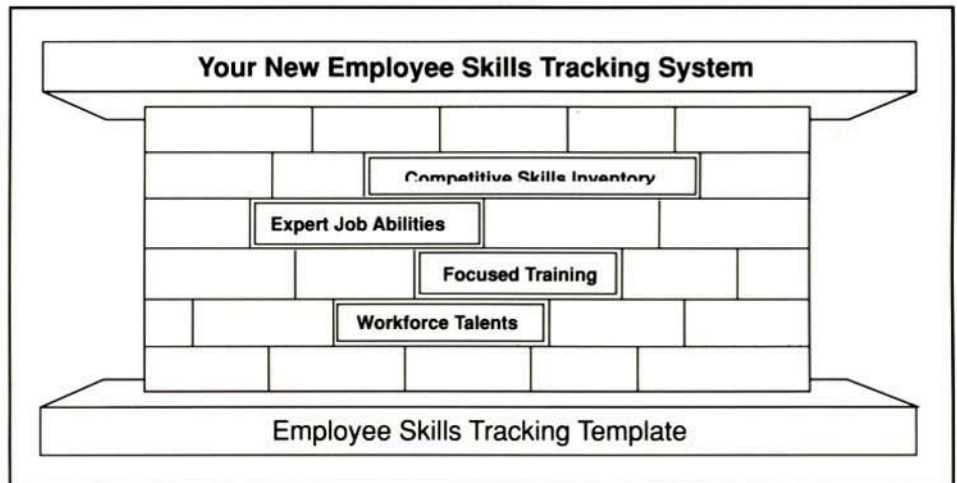 Your New Employee Skills Tracking System
Competitive Skills Inventory
Expert Job Abilities
Focused Training
Workforce Talents
Employee Skills Tracking Template